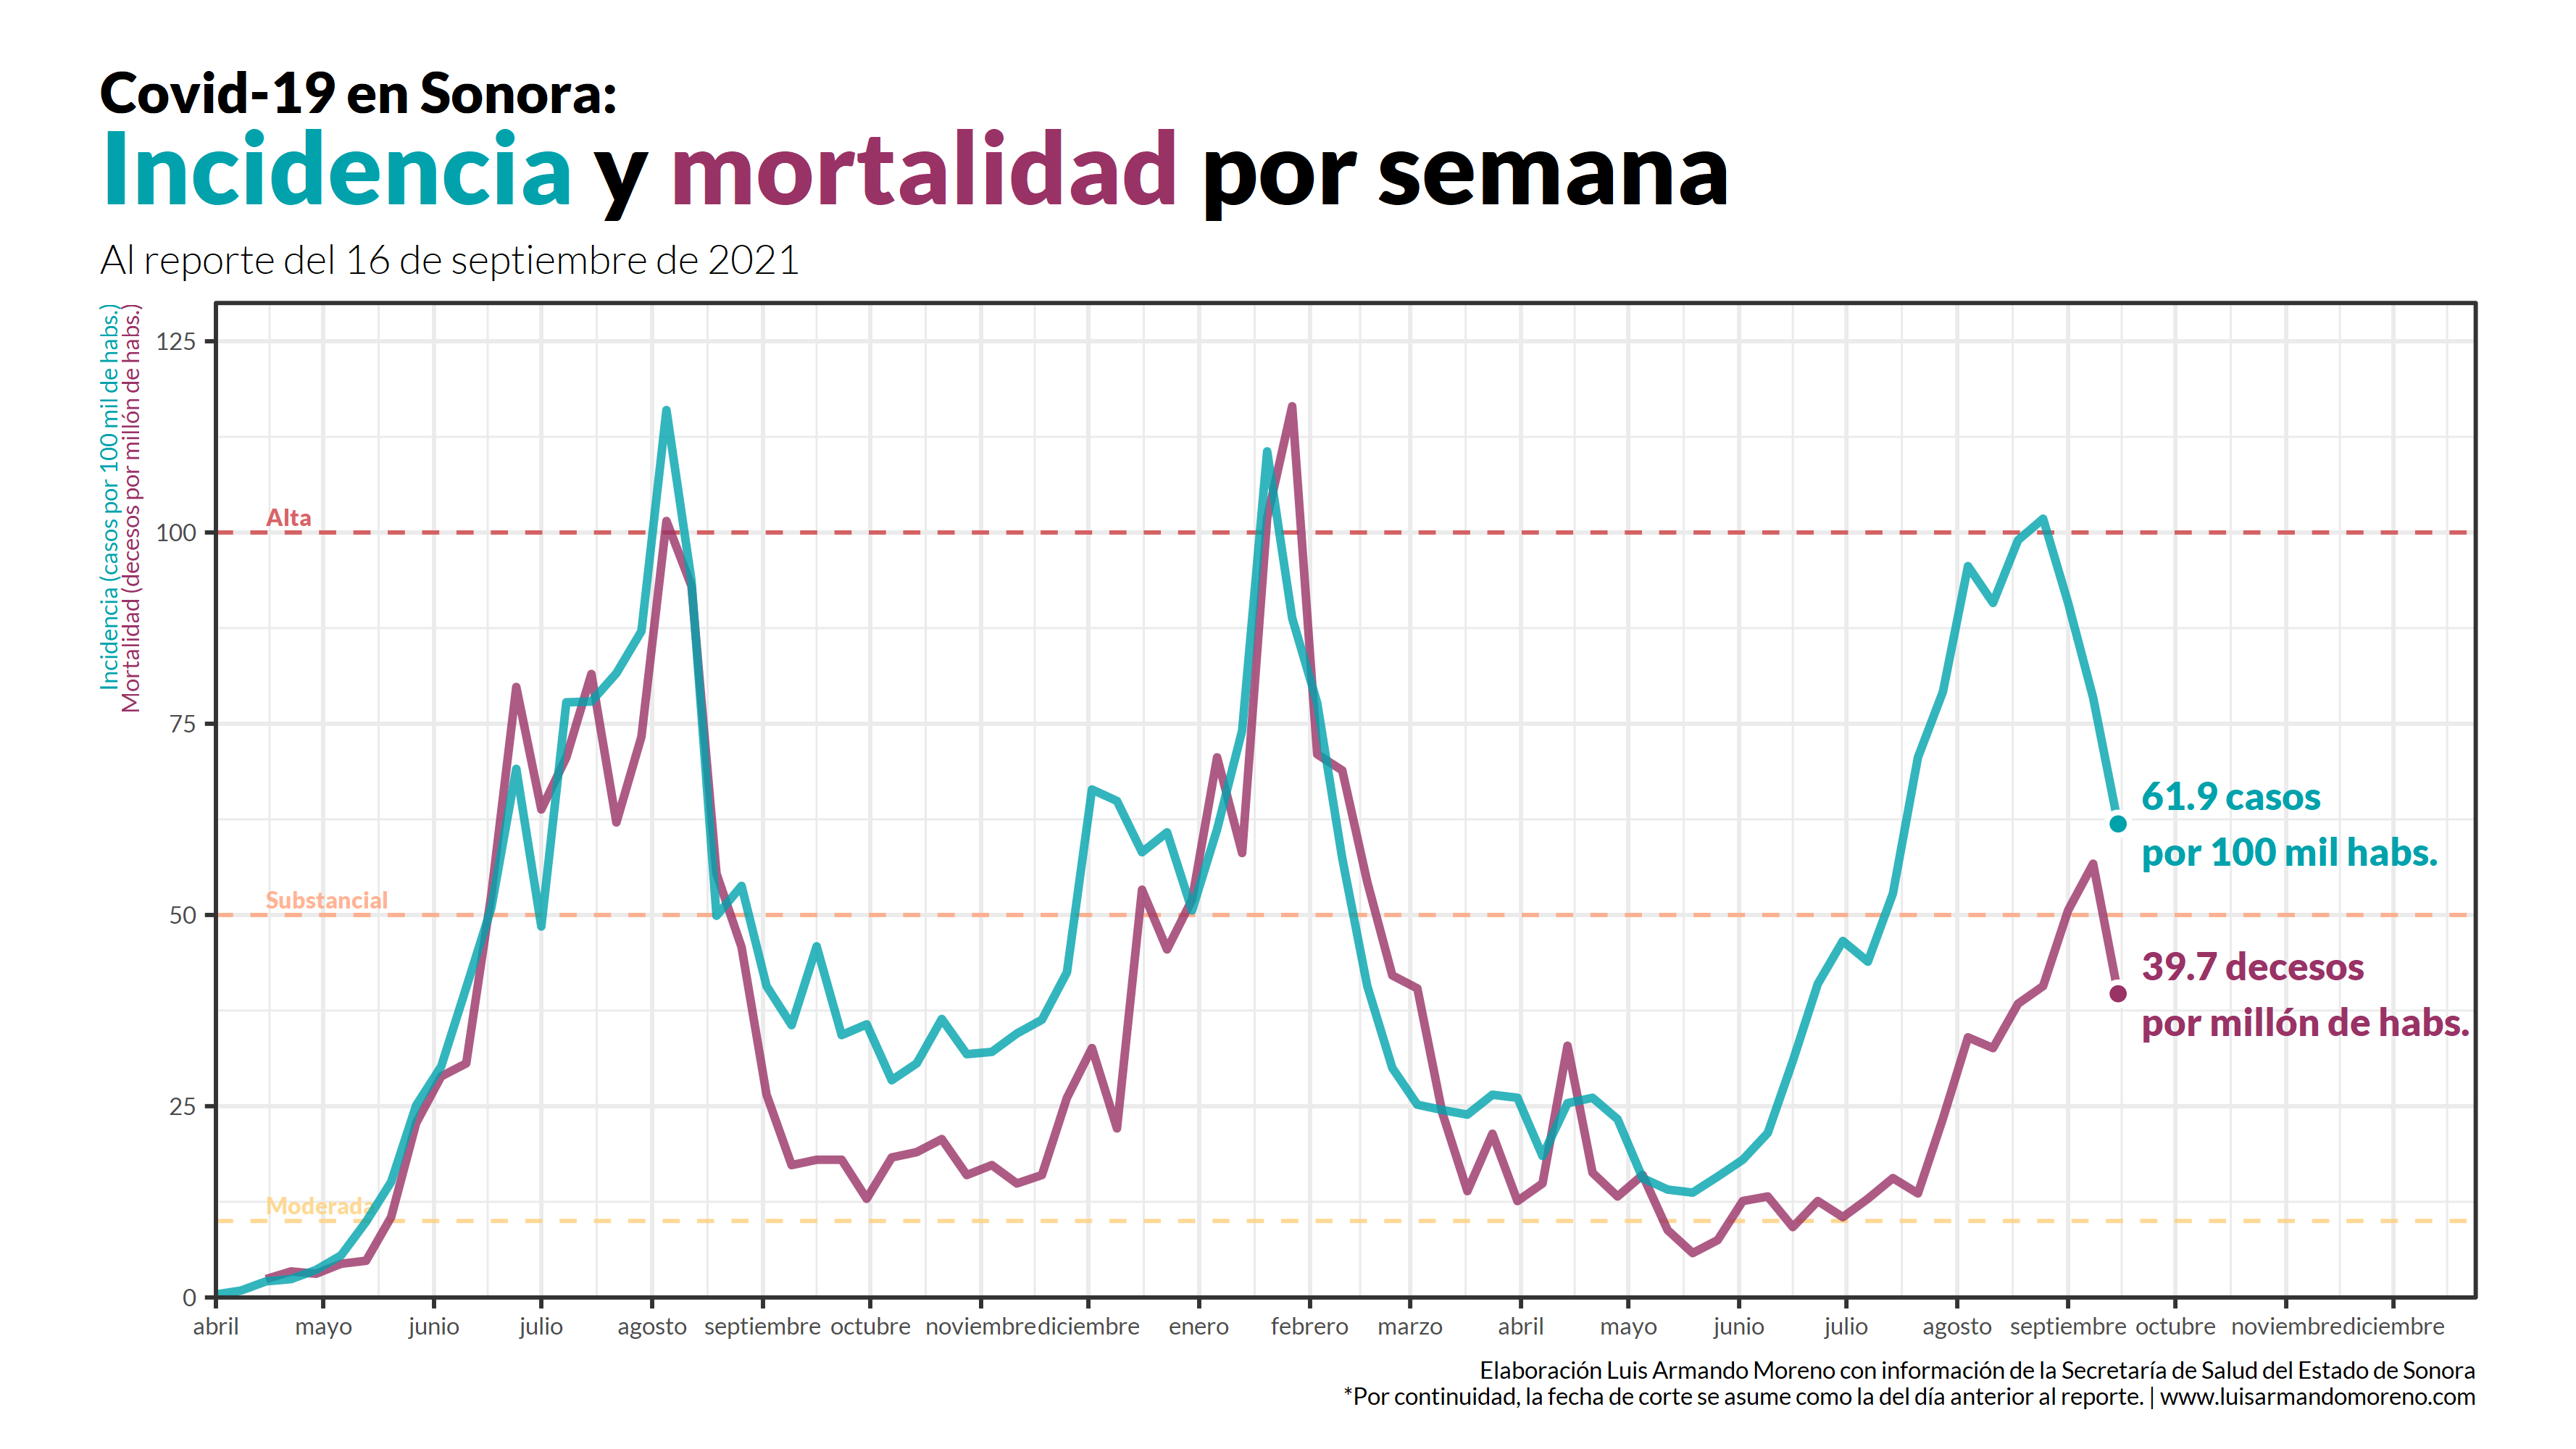 Covid-19 en Sonora:
Incidencia y mortalidad por semana
Al reporte del 16 de septiembre de 2021
Incidencia (casos por 100 mil de habs.)
Mortalidad (decesos por millón de habs.)
125
100
75
50
25
0
Alta
Substancial
Moderada
61.9 casos
por 100 mil habs.
39.7 decesos
por millón de habs.
abril mayo junio julio agosto septiembre octubre noviembre diciembre enero febrero marzo abril mayo junio julio agosto septiembre octubre noviembre diciembre
Elaboración Luis Armando Moreno con información de la Secretaría de Salud del Estado de Sonora
*Por continuidad, la fecha de corte se asume como la del día anterior al reporte. | www.luisarmandomoreno.com